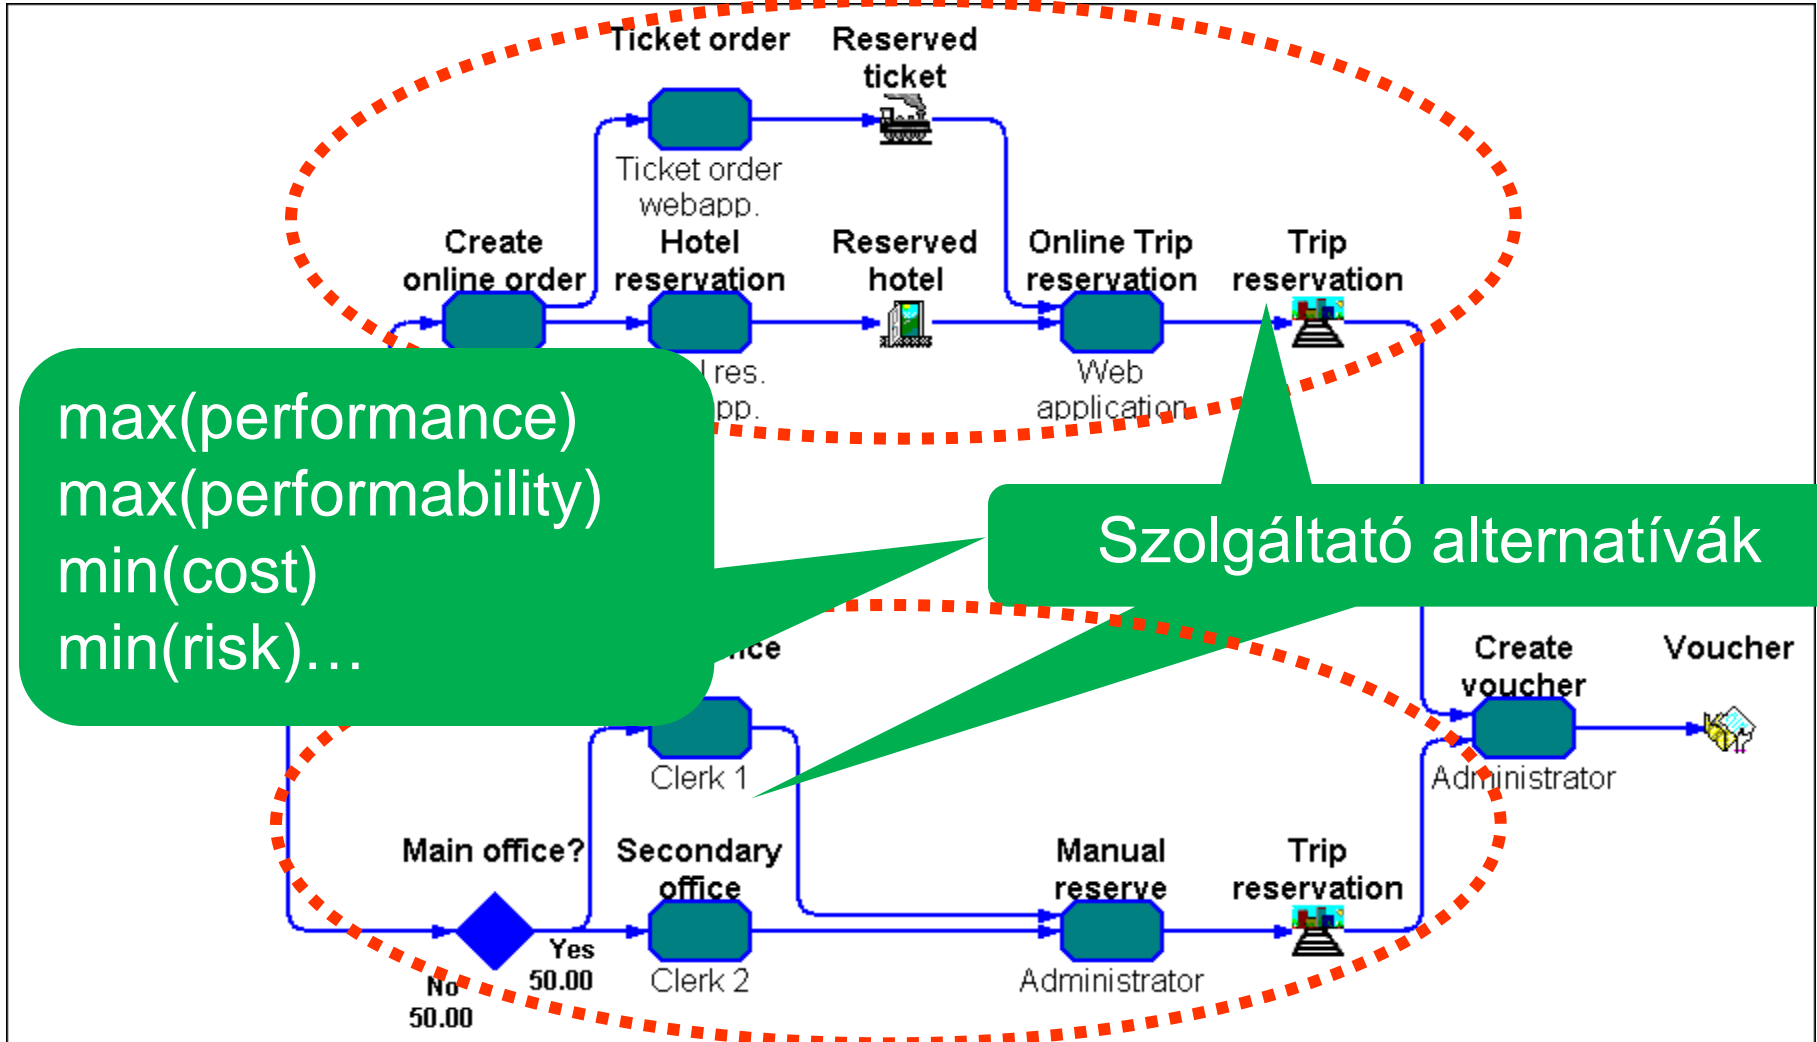 Ticket order
Reserved
ticket
Ticket order
webapp.
Create
online order
Hotel
reservation
Reserved
hotel
Online Trip
reservation
Trip
reservation
res.
Web
application
max(performance)
max(performability)
min(cost)
min(risk)…
Szolgáltató alternatívák
Create
voucher
Voucher
Clerk 1
Administrator
Main office?
Secondary
office
Manual
reserve
Trip
reservation
Yes
50.00
No
50.00
Clerk 2
Administrator